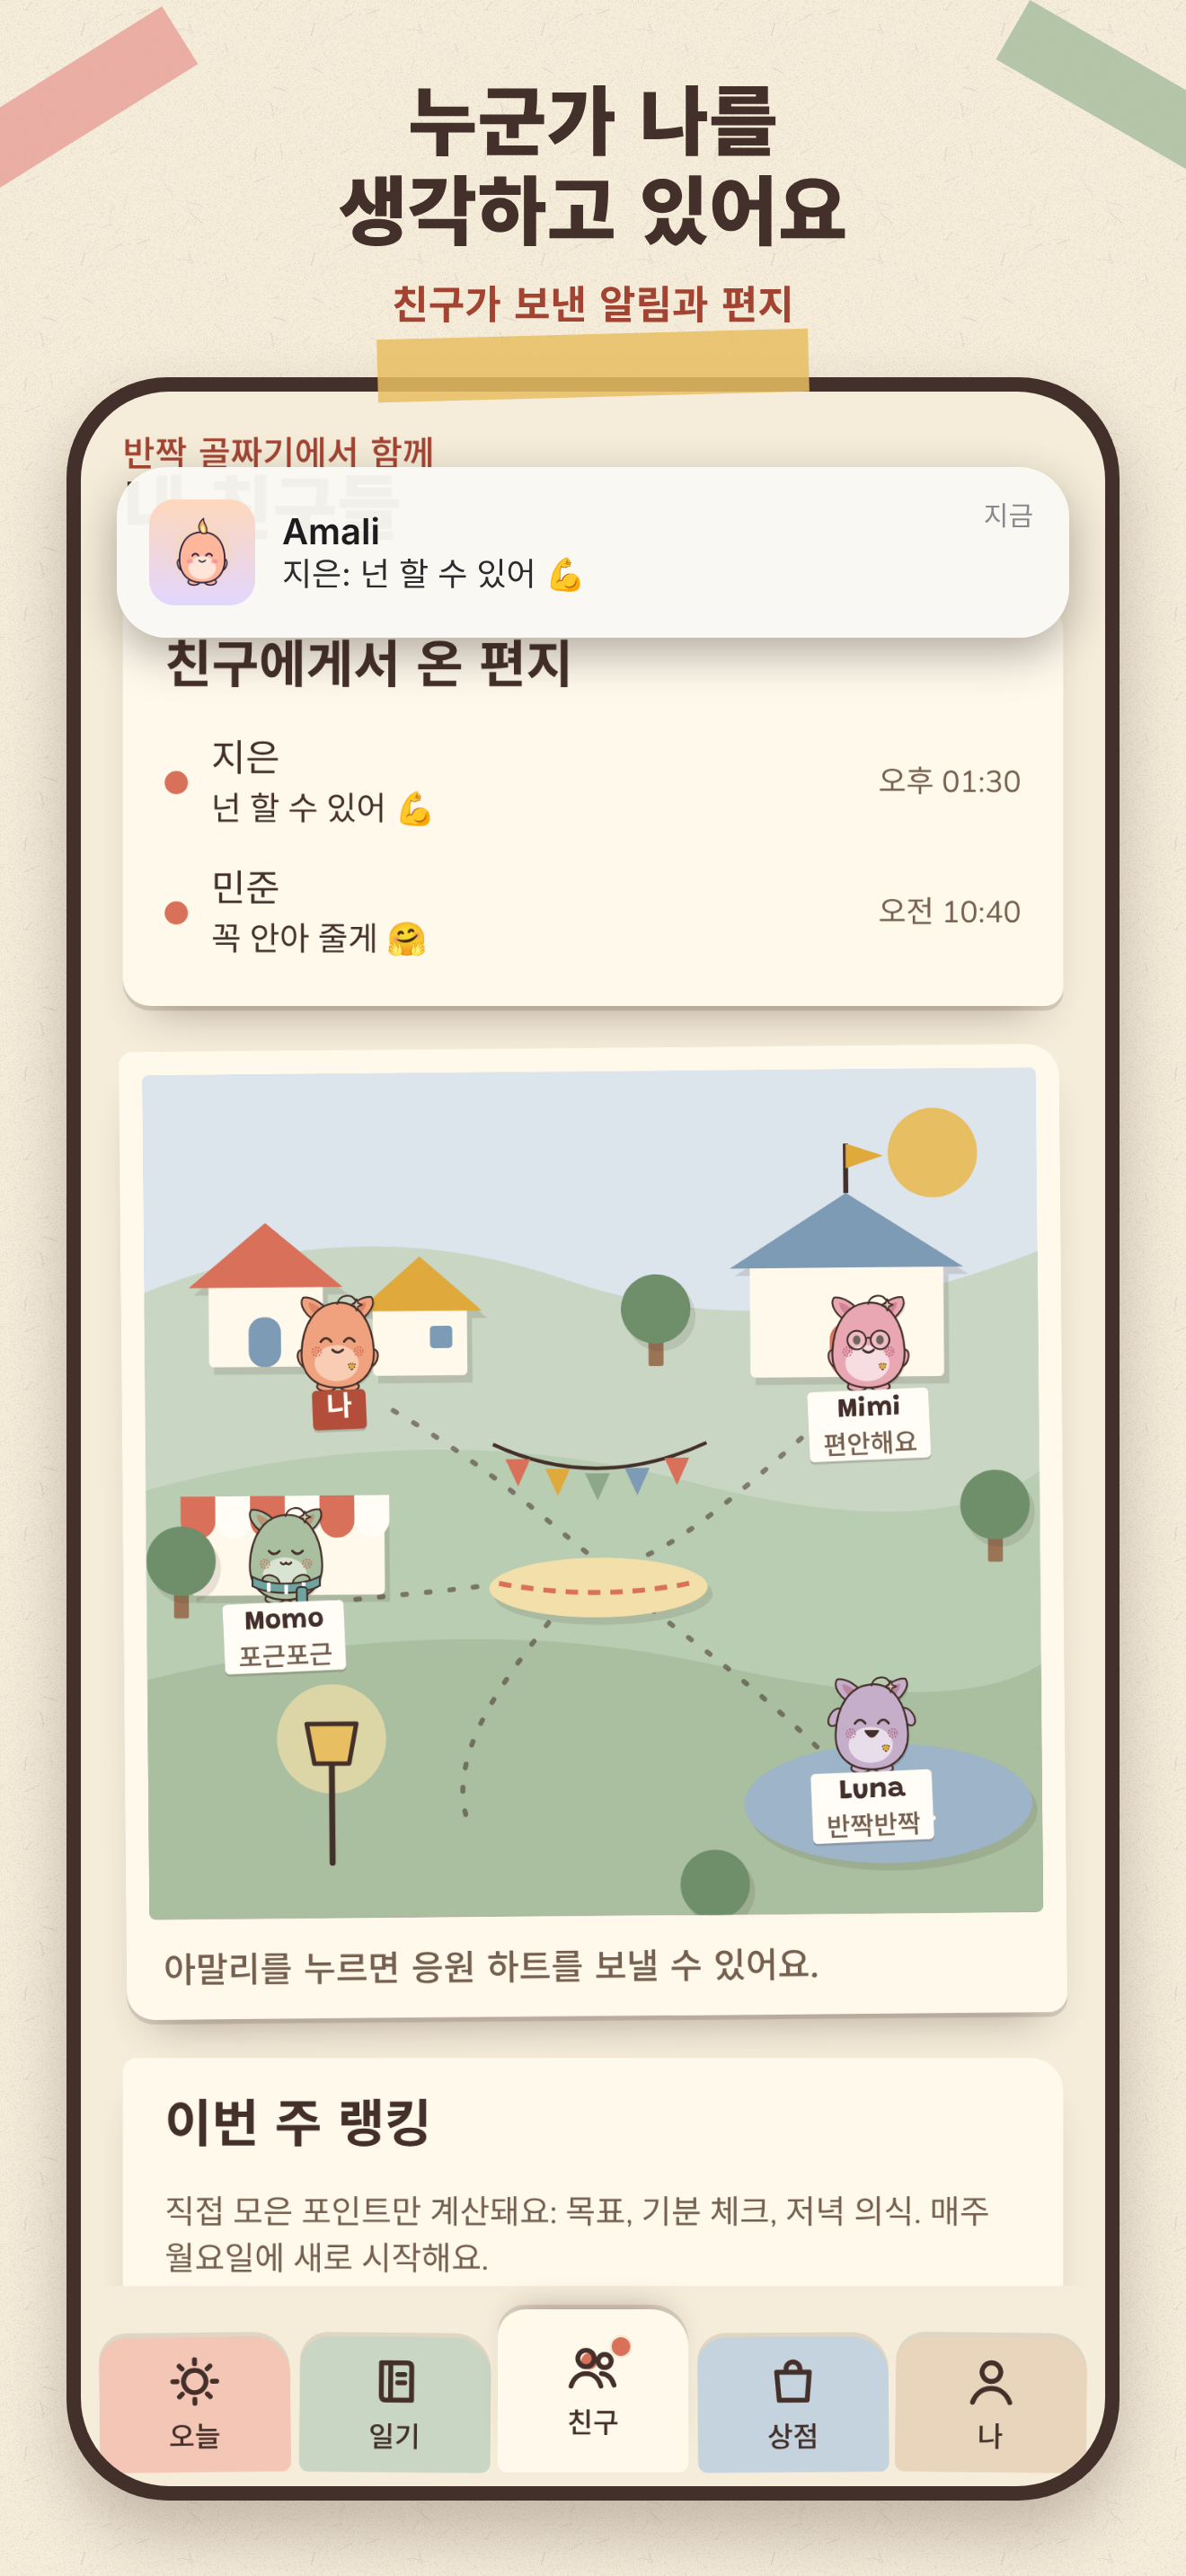 누군가 나를
생각하고 있어요
친구가 보낸 알림과 편지
반짝 골짜기에서 함께
내 친구들
Amali
지금
지은: 넌 할 수 있어 💪
친구에게서 온 편지
지은
넌 할 수 있어 💪
오후 01:30
민준
꼭 안아 줄게 🤗
오전 10:40
나
Mimi
편안해요
Momo
포근포근
Luna
반짝반짝
아말리를 누르면 응원 하트를 보낼 수 있어요.
이번 주 랭킹
직접 모은 포인트만 계산돼요: 목표, 기분 체크, 저녁 의식. 매주
월요일에 새로 시작해요.
오늘
일기
친구
상점
나